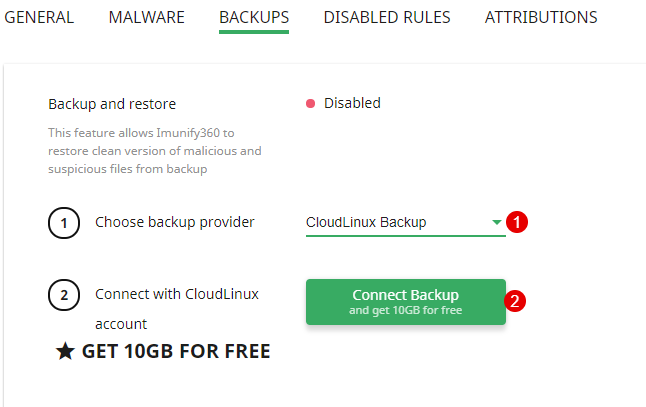 GENERAL MALWARE BACKUPS DISABLED RULES ATTRIBUTIONS
Backup and restore
Disabled
This feature allows Imunify360 to
restore clean version of malicious and
suspicious files from backup
1 Choose backup provider
CloudLinux Backup 1
2 Connect with CloudLinux
account
Connect Backup
and get 10GB for free
2
★ GET 10GB FOR FREE